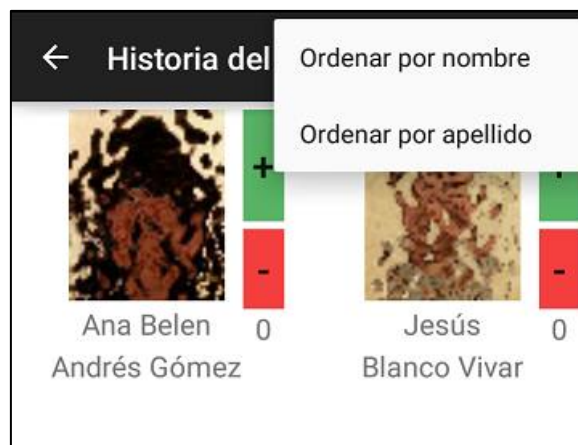 ← Historia del
Ordenar por nombre
Ordenar por apellido
+
+
-
-
Ana Belen
Andrés Gómez
0
Jesús
Blanco Vivar
0